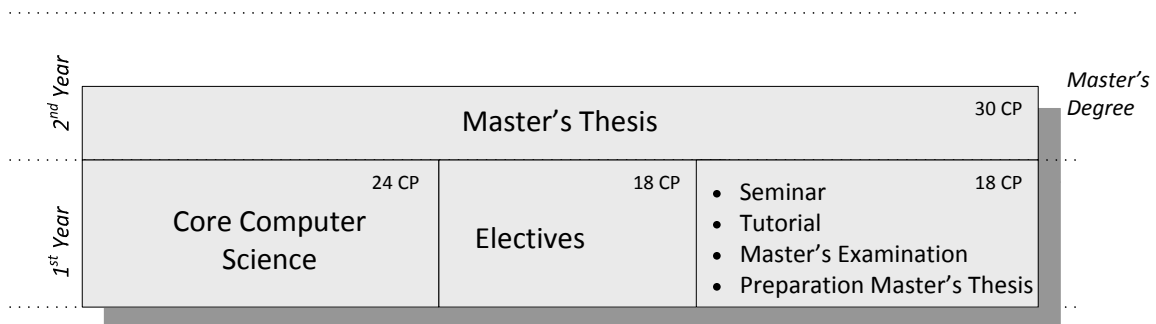 2nd Year
Master's
Degree
Master's Thesis
30 CP
1st Year
24 CP
Core Computer
Science
18 CP
Electives
18 CP
• Seminar
• Tutorial
• Master's Examination
• Preparation Master's Thesis